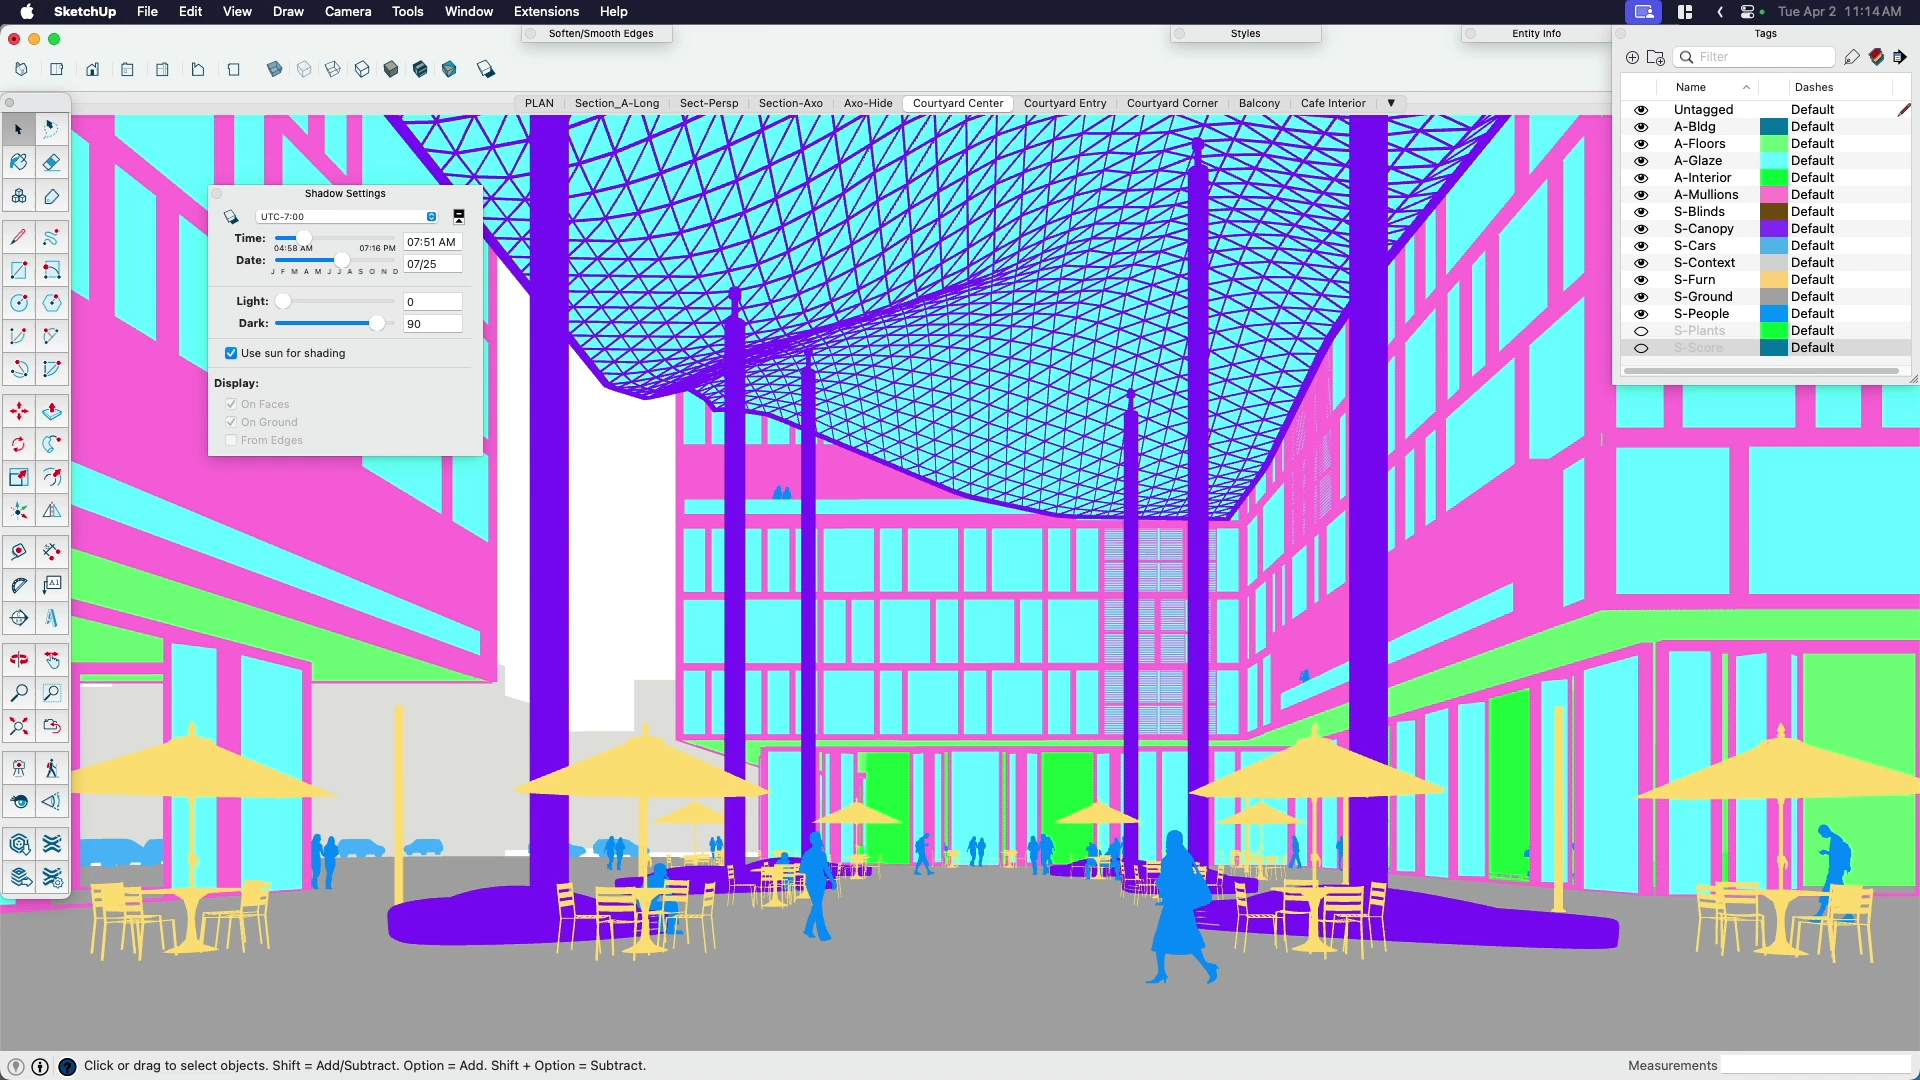 SketchUp File Edit View Draw Camera Tools Window Extensions Help
Tue Apr 2 11:14 AM
Soften/Smooth Edges
Styles
Entity Info
Tags
Filter
PLAN Section_A-Long Sect-Persp Section-Axo Axo-Hide Courtyard Center Courtyard Entry Courtyard Corner Balcony Cafe Interior
Name Dashes
Untagged Default
A-Bldg Default
A-Floors Default
A-Glaze Default
A-Interior Default
A-Mullions Default
S-Blinds Default
S-Canopy Default
S-Cars Default
S-Context Default
S-Furn Default
S-Ground Default
S-People Default
S-Plants Default
S-Score Default
Shadow Settings
UTC-7:00
Time: 07:51 AM
04:58 AM 07:16 PM
Date: 07/25
J F M A M J J A S O N D
Light: 0
Dark: 90
Use sun for shading
Display:
On Faces
On Ground
From Edges
A1
Click or drag to select objects. Shift = Add/Subtract. Option = Add. Shift + Option = Subtract.
Measurements